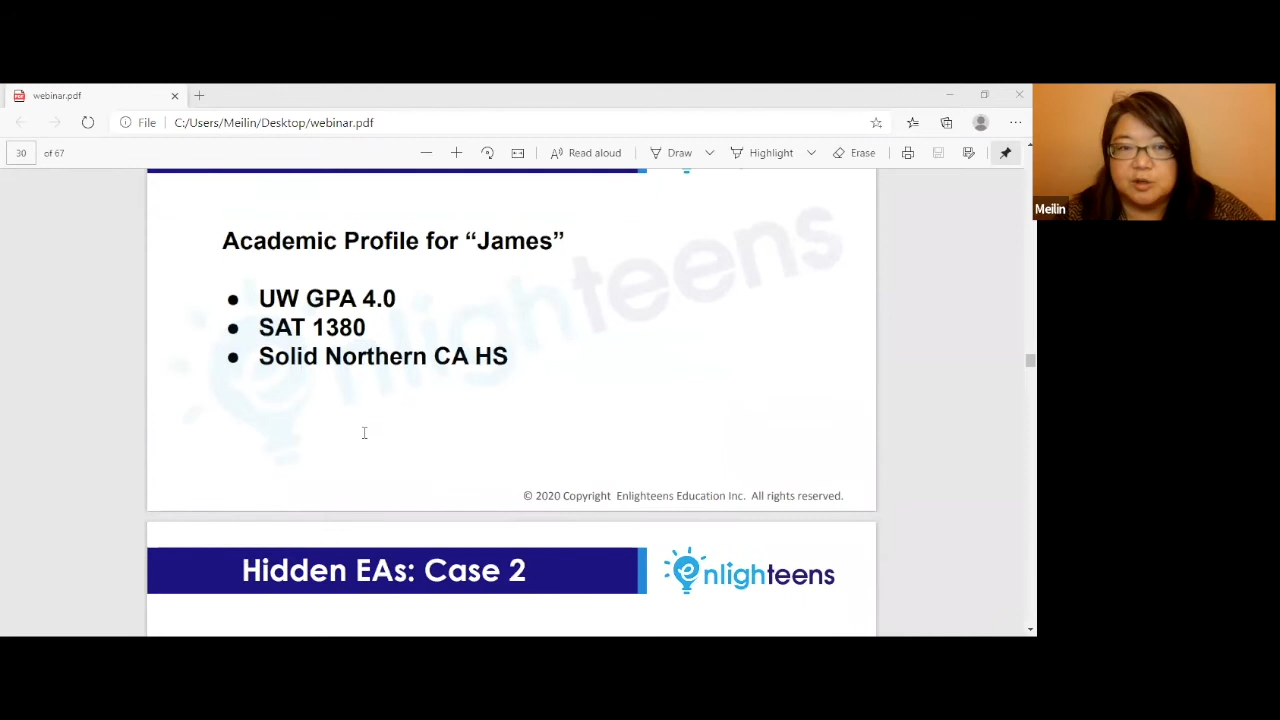 webinar.pdf
File C:/Users/Meilin/Desktop/webinar.pdf
30 of 67
Read aloud Draw Highlight Erase
Meilin
enlighteens
Academic Profile for “James”
● UW GPA 4.0
● SAT 1380
● Solid Northern CA HS
© 2020 Copyright Enlighteens Education Inc. All rights reserved.
Hidden EAs: Case 2
enlighteens